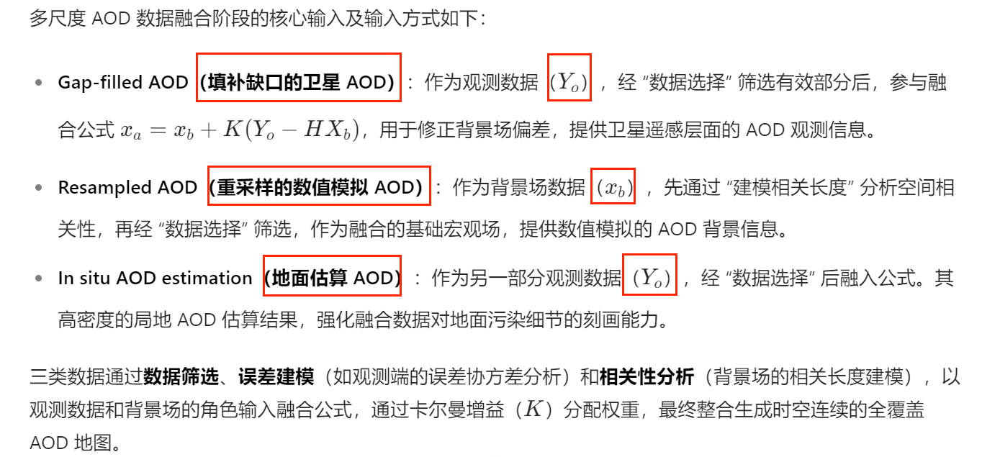 多尺度 AOD 数据融合阶段的核心输入及输入方式如下：
• Gap-filled AOD（填补缺口的卫星 AOD）：作为观测数据（Yₒ），经 “数据选择” 筛选有效部分后，参与融
合公式 xₐ = x_b + K(Yₒ − HX_b)，用于修正背景场偏差，提供卫星遥感层面的 AOD 观测信息。
• Resampled AOD（重采样的数值模拟 AOD）：作为背景场数据（x_b），先通过 “建模相关长度” 分析空间相
关性，再经 “数据选择” 筛选，作为融合的基础宏观场，提供数值模拟的 AOD 背景信息。
• In situ AOD estimation（地面估算 AOD）：作为另一部分观测数据（Yₒ），经 “数据选择” 后融入公式。其
高密度的局地 AOD 估算结果，强化融合数据对地面污染细节的刻画能力。
三类数据通过数据筛选、误差建模（如观测端的误差协方差分析）和相关性分析（背景场的相关长度建模），以
观测数据和背景场的角色输入融合公式，通过卡尔曼增益（K）分配权重，最终整合生成时空连续的全覆盖
AOD 地图。